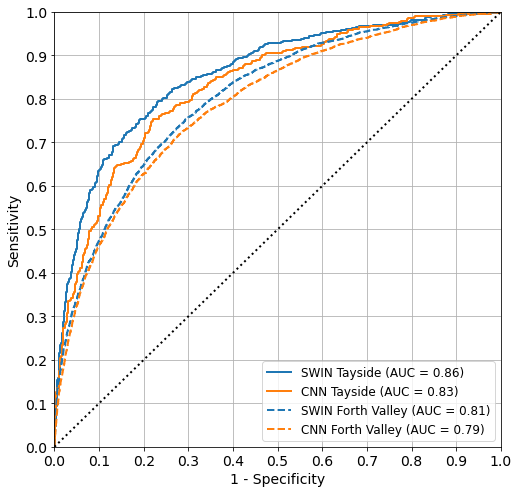 1.0
0.9
0.8
0.7
0.6
0.5
0.4
0.3
0.2
0.1
0.0
Sensitivity
SWIN Tayside (AUC = 0.86)
CNN Tayside (AUC = 0.83)
SWIN Forth Valley (AUC = 0.81)
CNN Forth Valley (AUC = 0.79)
0.0 0.1 0.2 0.3 0.4 0.5 0.6 0.7 0.8 0.9 1.0
1 - Specificity